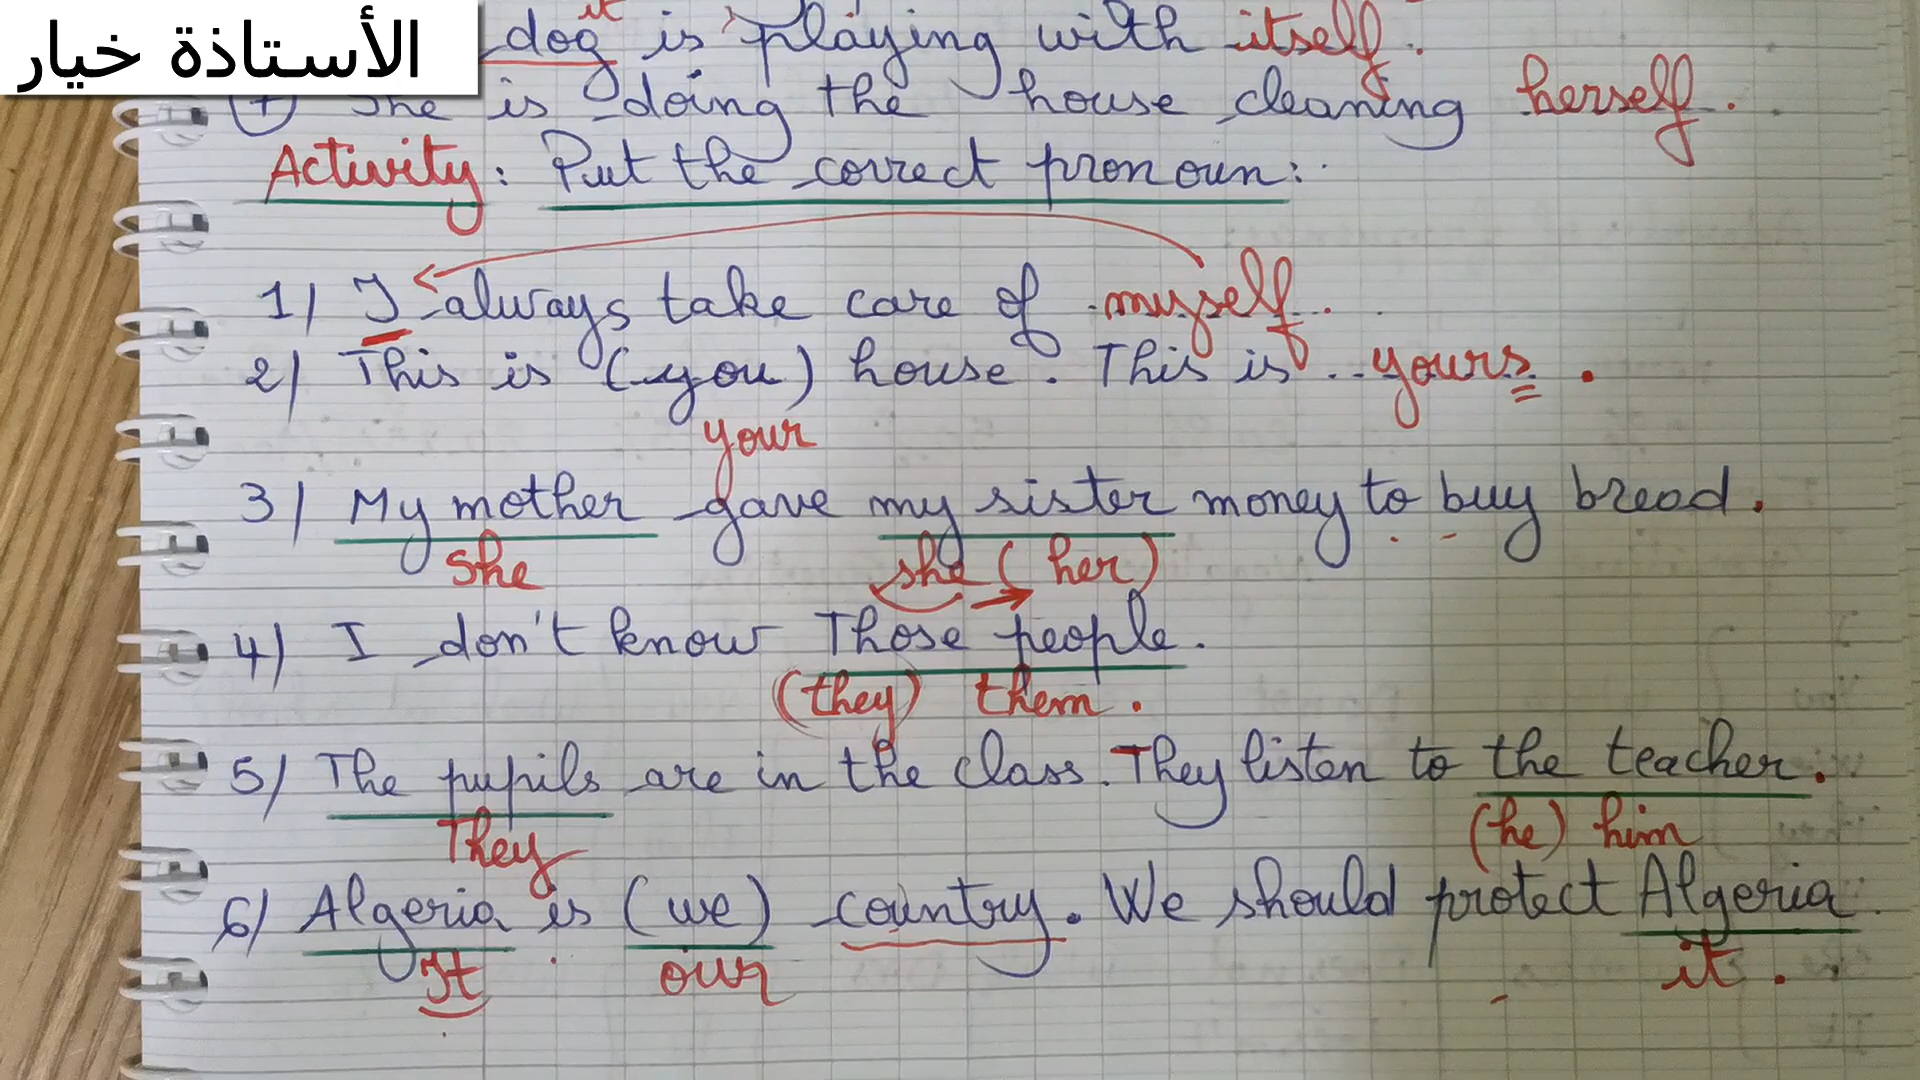 الأستاذة خيار
it
dog is playing with itself.
She is doing the house cleaning herself.
Activity: Put the correct pronoun:
1/ I always take care of myself.
2/ This is (you) house. This is ... yours.
your
3/ My mother gave my sister money to buy bread.
she she (her)
4/ I don't know Those people.
(they) them.
5/ The pupils are in the class. They listen to the teacher.
They (he) him
6/ Algeria is (we) country. We should protect Algeria.
It our it.